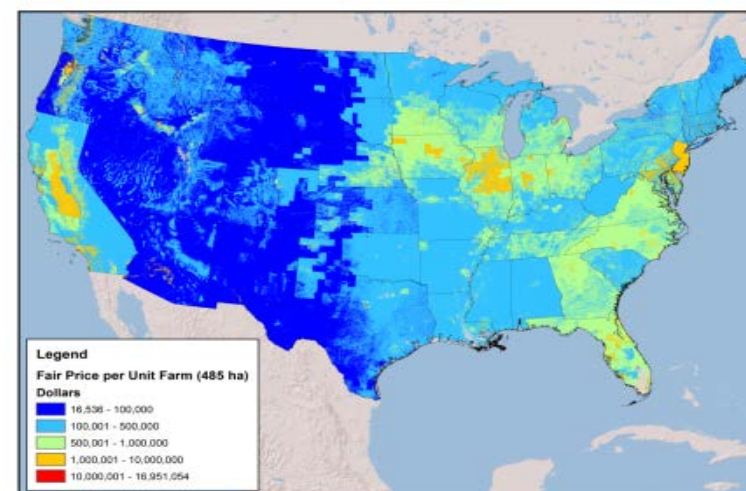 Legend
Fair Price per Unit Farm (485 ha)
Dollars
16,536 - 100,000
100,001 - 500,000
500,001 - 1,000,000
1,000,001 - 10,000,000
10,000,001 - 16,951,054